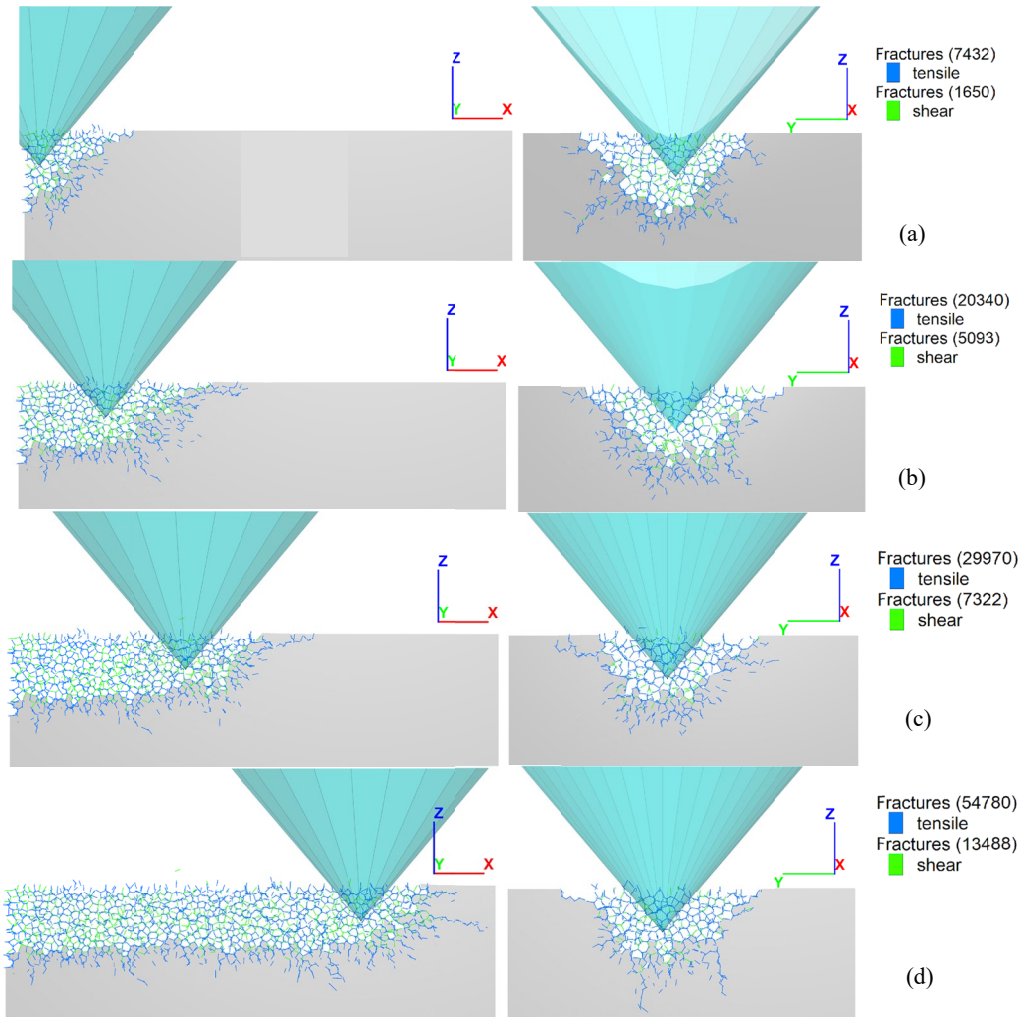 Z
Y X
Z
X
Y
Fractures (7432)
tensile
Fractures (1650)
shear
(a)
Z
Y X
Z
X
Y
Fractures (20340)
tensile
Fractures (5093)
shear
(b)
Z
Y X
Z
X
Y
Fractures (29970)
tensile
Fractures (7322)
shear
(c)
Z
Y X
Z
X
Y
Fractures (54780)
tensile
Fractures (13488)
shear
(d)